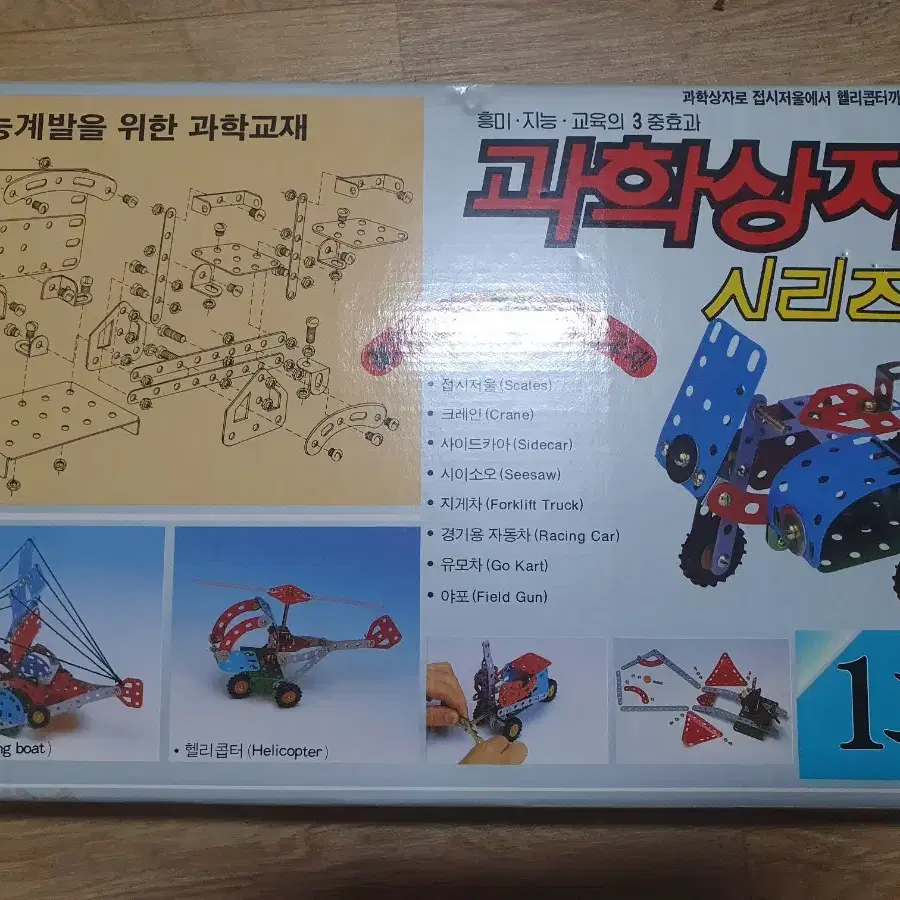 과학상자로 접시저울에서 헬리콥터까
능계발을 위한 과학교재
흥미·지능·교육의 3 중효과
과학상자
시리즈
• 접시저울 (Scales)
• 크레인 (Crane)
• 사이드카아 (Sidecar)
• 시이소오 (Seesaw)
• 지게차 (Forklift Truck)
• 경기용 자동차 (Racing Car)
• 유모차 (Go Kart)
• 야포 (Field Gun)
ng boat)
• 헬리콥터 (Helicopter)
1